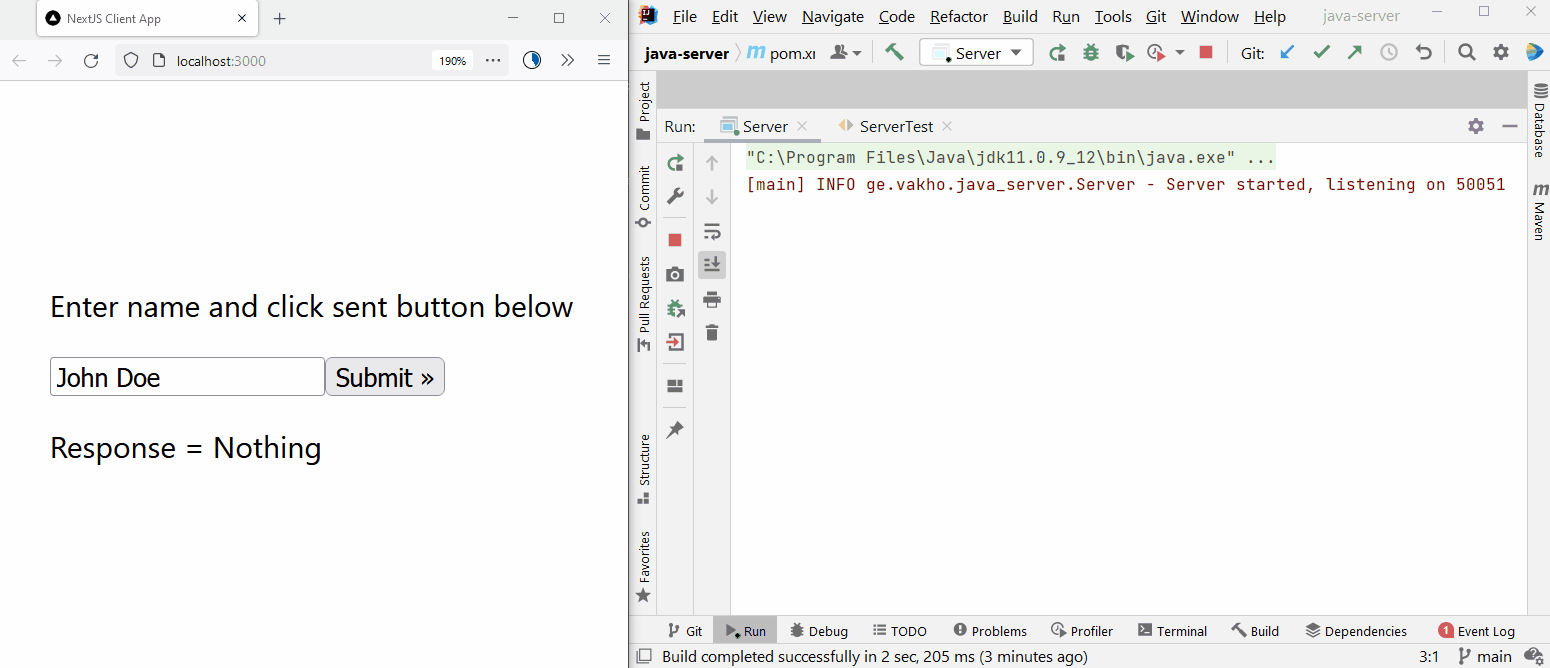 NextJS Client App
localhost:3000
190%
Enter name and click sent button below
John Doe
Submit »
Response = Nothing
File Edit View Navigate Code Refactor Build Run Tools Git Window Help java-server
java-server m pom.xı Server Git:
Project
Commit
Pull Requests
Structure
Favorites
Run: Server ServerTest
"C:\Program Files\Java\jdk11.0.9_12\bin\java.exe" ...
[main] INFO ge.vakho.java_server.Server - Server started, listening on 50051
Database
m Maven
Git Run Debug TODO Problems Profiler Terminal Build Dependencies 1 Event Log
Build completed successfully in 2 sec, 205 ms (3 minutes ago) 3:1 main